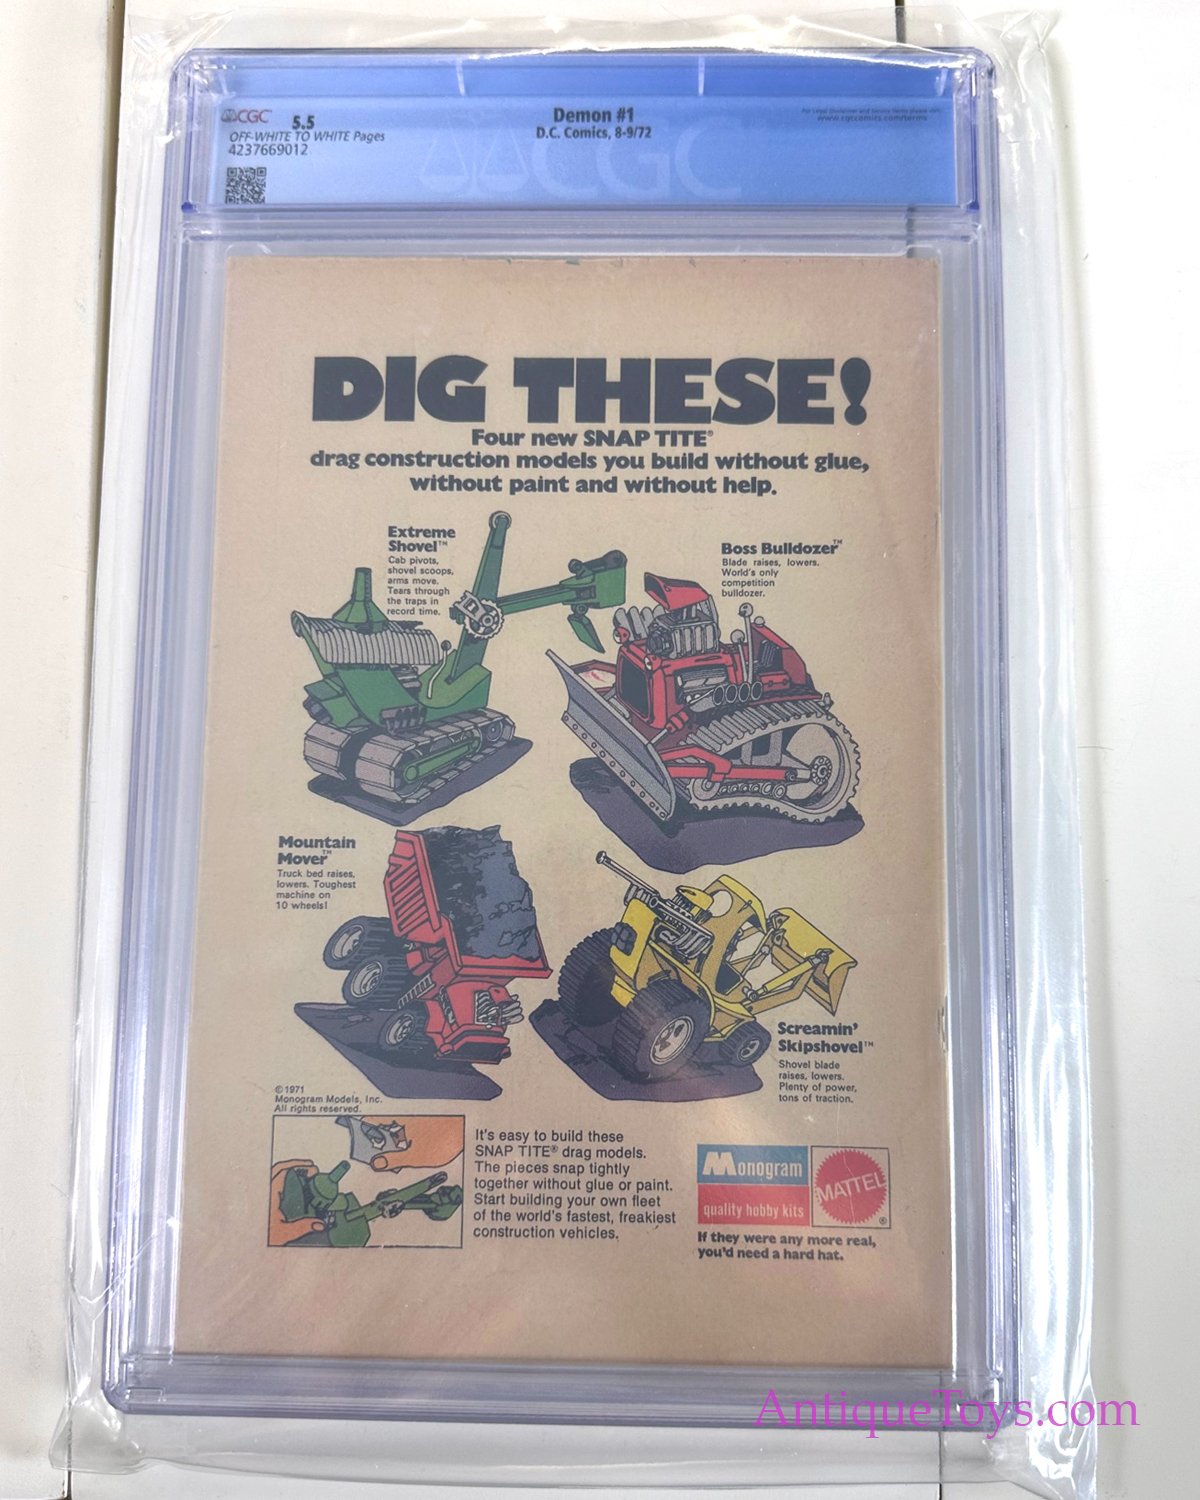 CGC 5.5
OFF-WHITE TO WHITE Pages
4237669012
Demon #1
D.C. Comics, 8-9/72
www.cgccomics.com/terms
CGC
DIG THESE!
Four new SNAP TITE®
drag construction models you build without glue,
without paint and without help.
Extreme
Shovel™
Cab pivots,
shovel scoops,
arms move.
Tears through
the traps in
record time.
Boss Bulldozer™
Blade raises, lowers.
World's only
competition
bulldozer.
Mountain
Mover™
Truck bed raises,
lowers. Toughest
machine on
10 wheels!
Screamin'
Skipshovel™
Shovel blade
raises, lowers.
Plenty of power,
tons of traction.
©1971
Monogram Models, Inc.
All rights reserved.
It's easy to build these
SNAP TITE® drag models.
The pieces snap tightly
together without glue or paint.
Start building your own fleet
of the world's fastest, freakiest
construction vehicles.
Monogram
quality hobby kits
MATTEL
®
If they were any more real,
you'd need a hard hat.
AntiqueToys.com